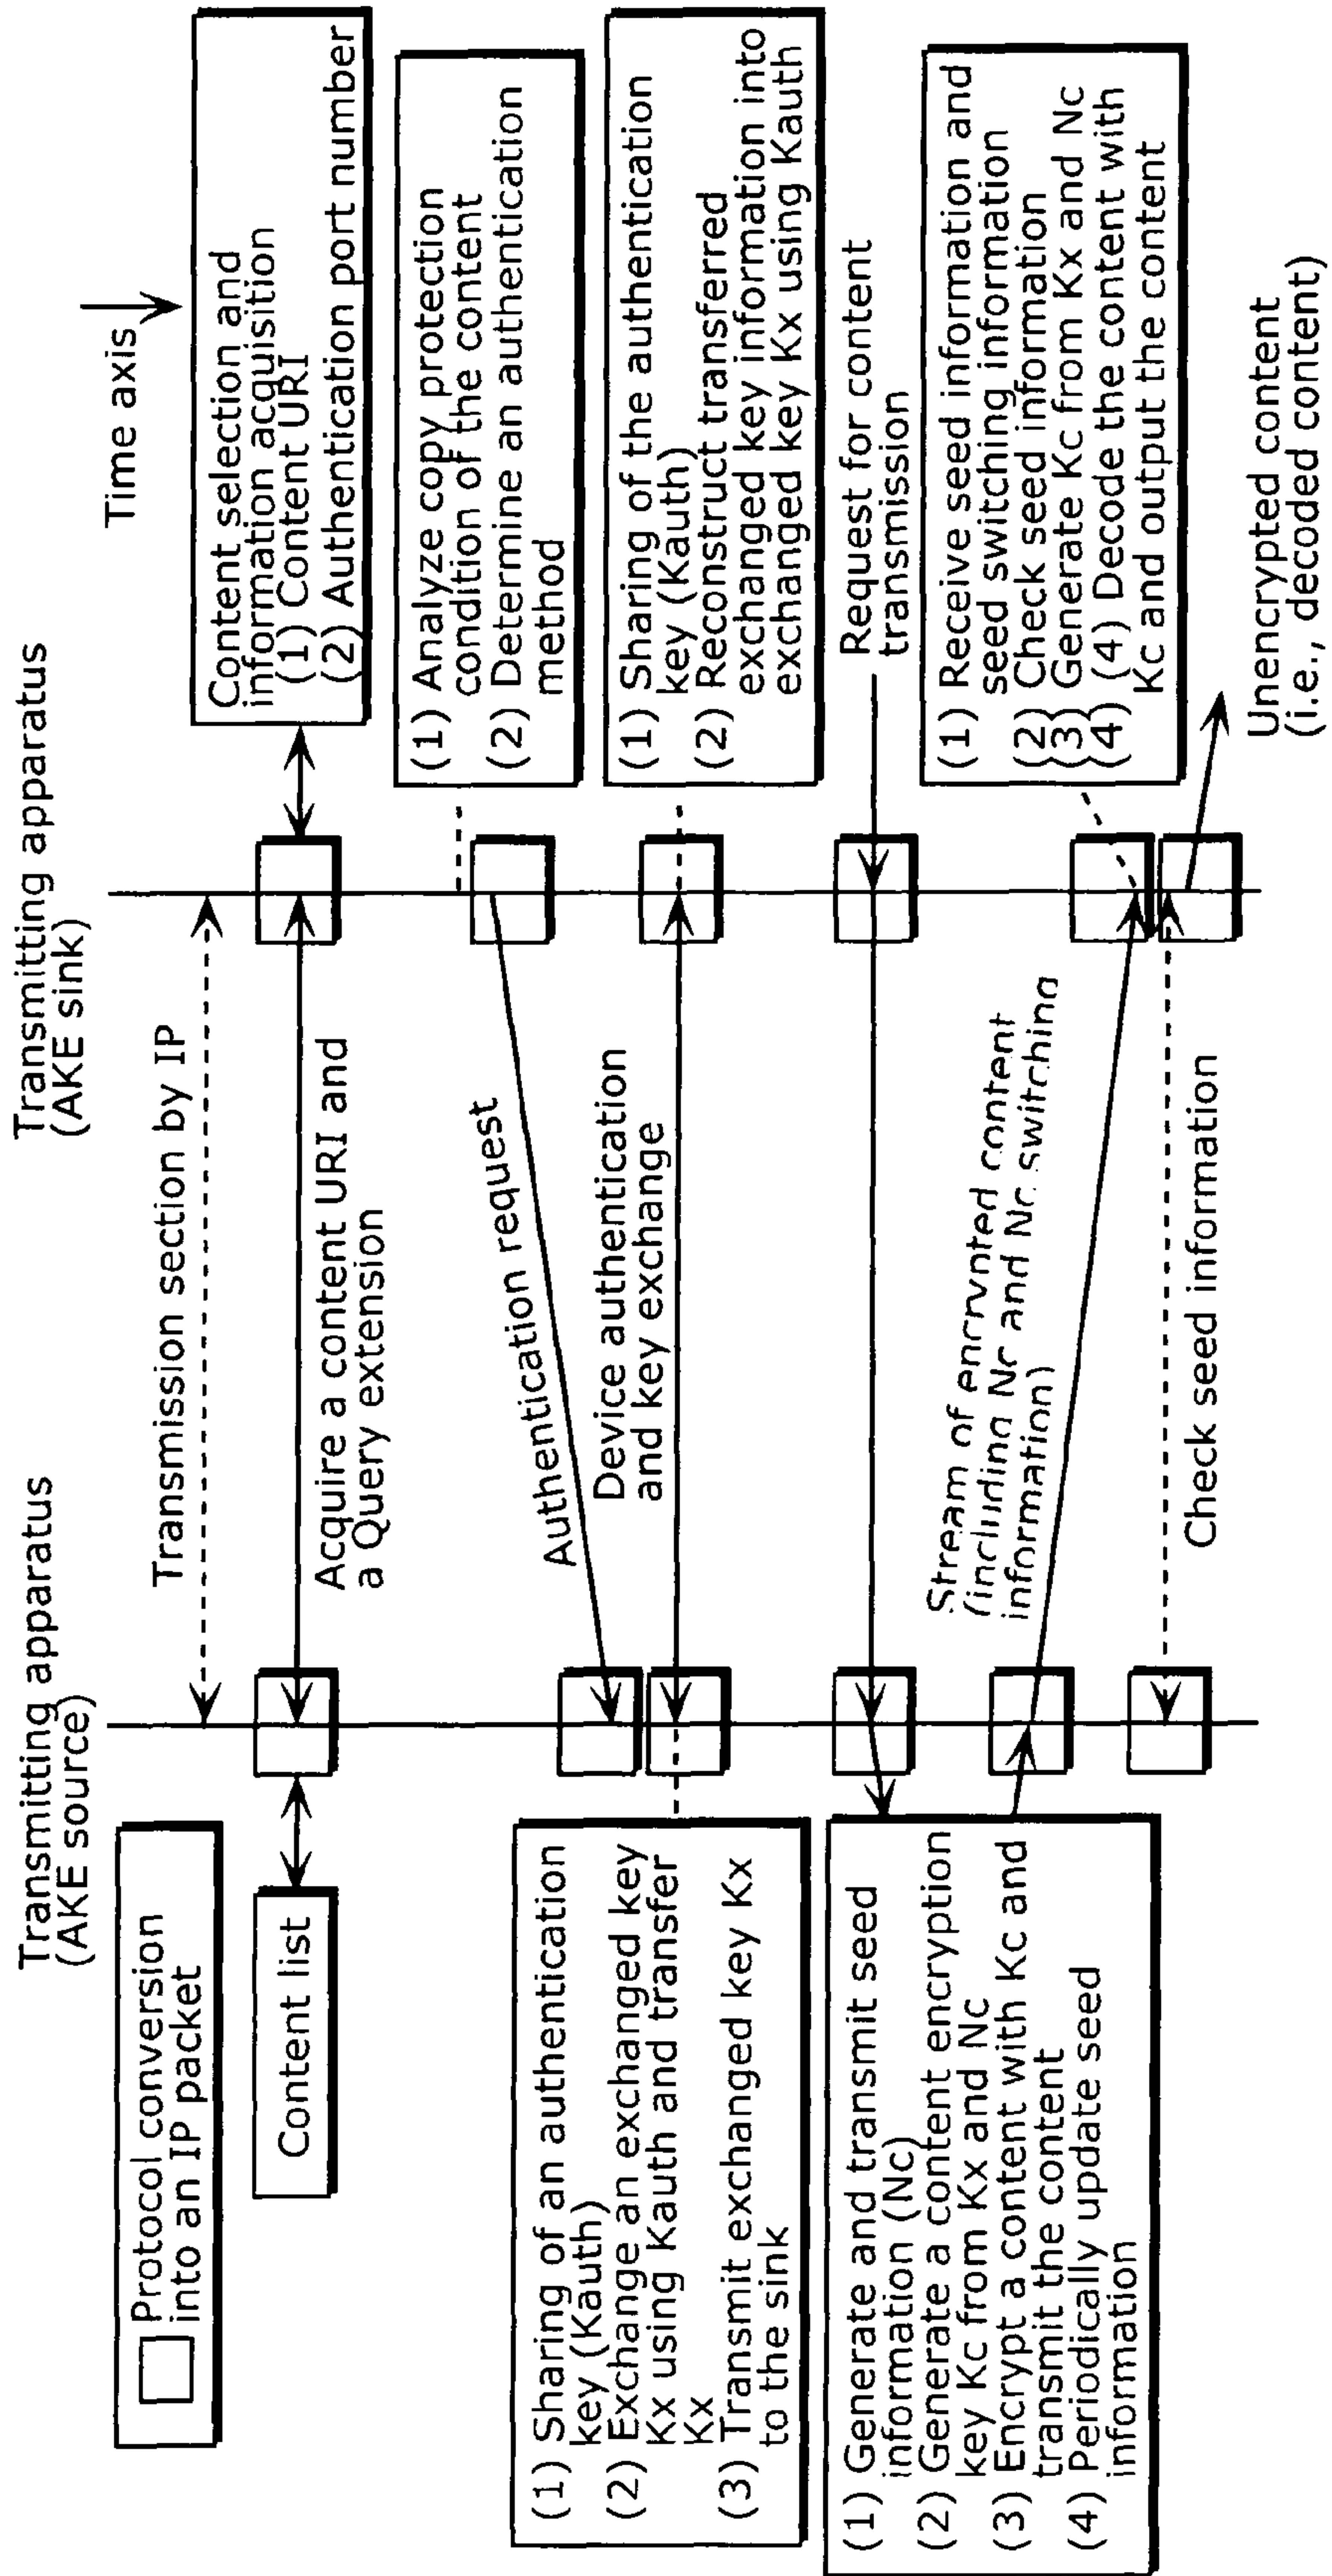 Transmitting apparatus
(AKE source)
Transmitting apparatus
(AKE sink)
Time axis
Protocol conversion
into an IP packet
Transmission section by IP
Content list
Acquire a content URI and
a Query extension
Content selection and
information acquisition
(1) Content URI
(2) Authentication port number
(1) Analyze copy protection
condition of the content
(2) Determine an authentication
method
Authentication request
(1) Sharing of an authentication
key (Kauth)
(2) Exchange an exchanged key
Kx using Kauth and transfer
Kx
(3) Transmit exchanged key Kx
to the sink
Device authentication
and key exchange
(1) Sharing of the authentication
key (Kauth)
(2) Reconstruct transferred
exchanged key information into
exchanged key Kx using Kauth
Request for content
transmission
(1) Generate and transmit seed
information (Nc)
(2) Generate a content encryption
key Kc from Kx and Nc
(3) Encrypt a content with Kc and
transmit the content
(4) Periodically update seed
information
Stream of encrypted content
(including Nc and Nc switching
information)
(1) Receive seed information and
seed switching information
(2) Check seed information
(3) Generate Kc from Kx and Nc
(4) (4) Decode the content with
Kc and output the content
Check seed information
Unencrypted content
(i.e., decoded content)